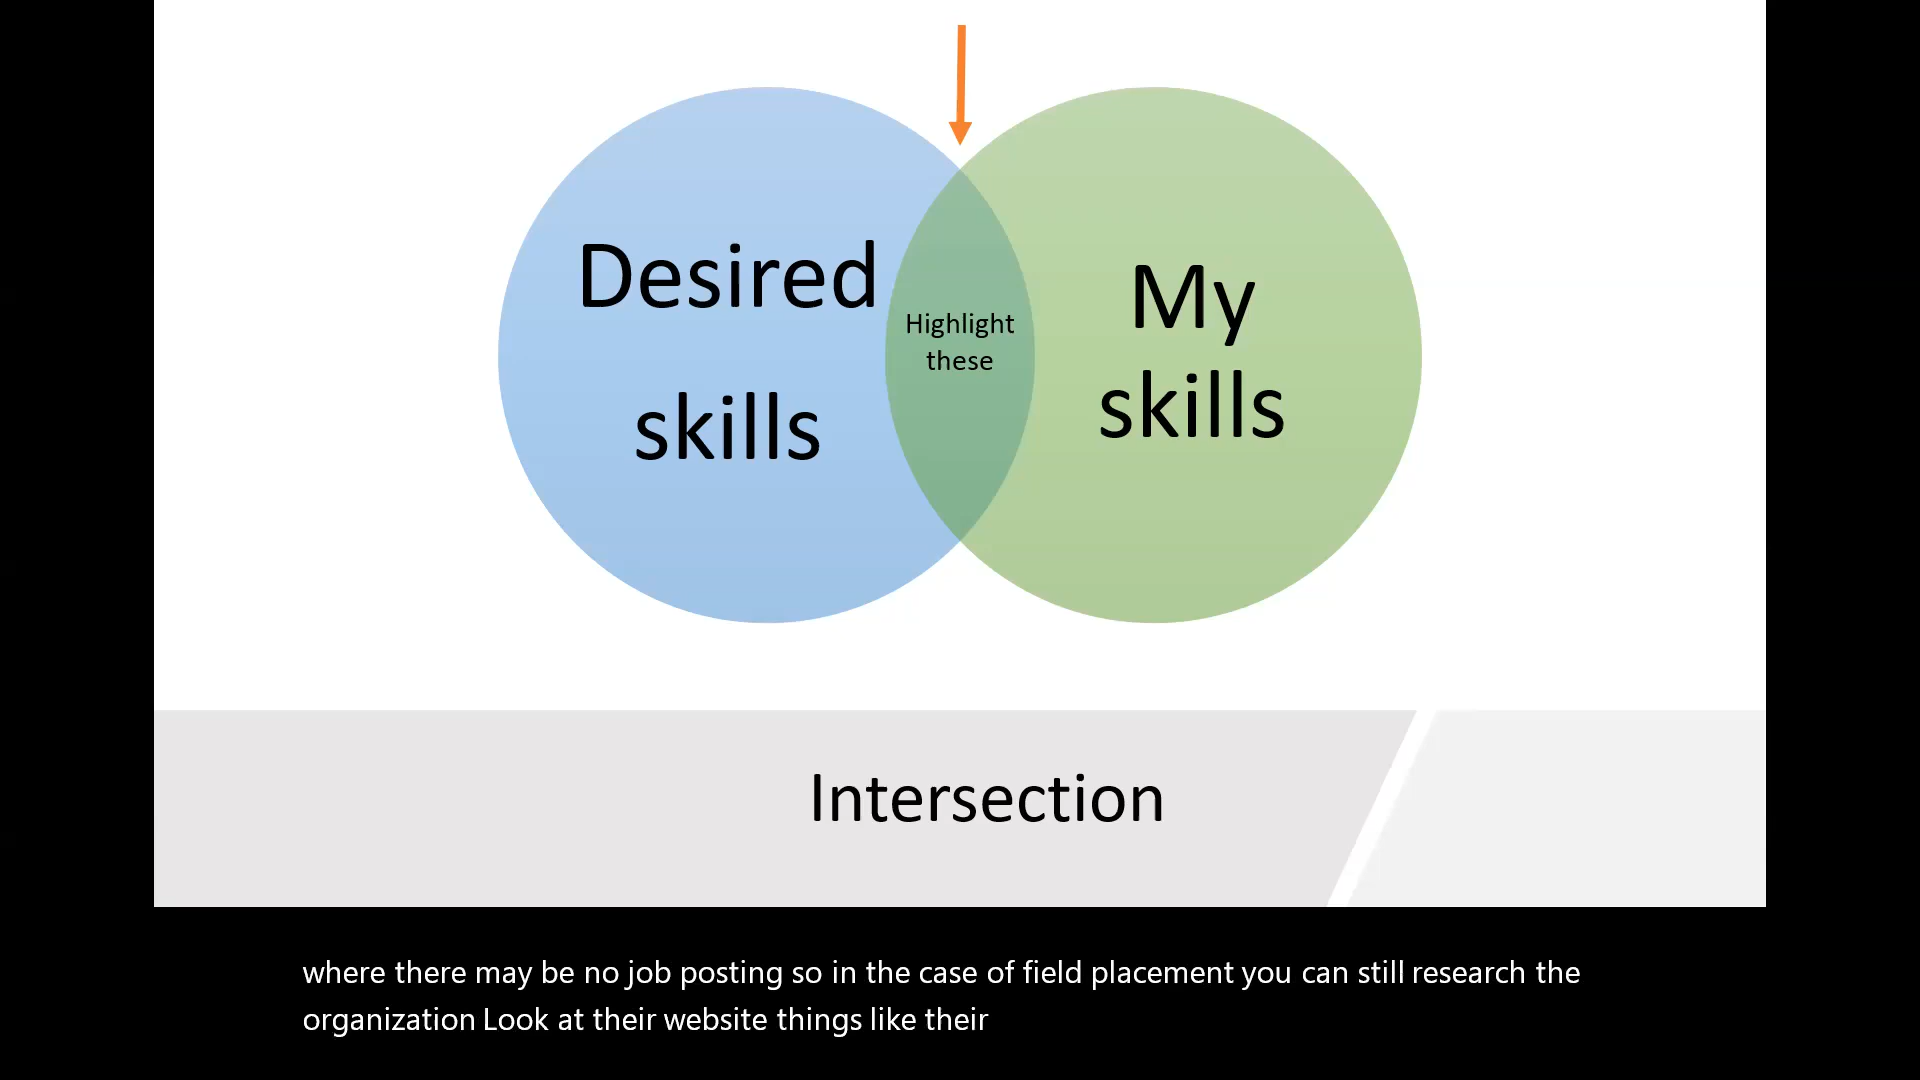 Desired
skills
Highlight
these
My
skills
Intersection
where there may be no job posting so in the case of field placement you can still research the
organization Look at their website things like their